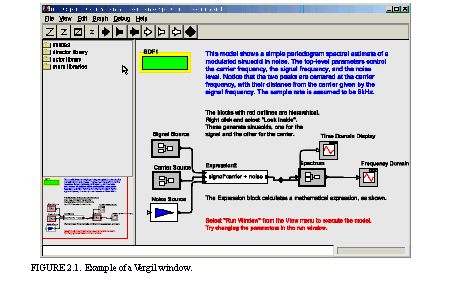 File View Edit Graph Debug Help
utilities
director library
actor library
more libraries
SDF1
This model shows a simple periodogram spectral estimate of a
modulated sinusoid in noise. The top-level parameters control
the carrier frequency, the signal frequency, and the noise
level. Notice that the two peaks are centered at the carrier
frequency, with their distance from the carrier given by the
signal frequency. The sample rate is assumed to be 8kHz.
The blocks with red outlines are hierarchical.
Right click and select "Look Inside".
These generate sinusoids, one for the
signal and the other for the carrier.
Signal Source
Time Domain Display
Carrier Source
Expression1
signal*carrier + noise
Spectrum
Frequency Domain
Noise Source
The Expression block calculates a mathematical expression, as shown.
Select "Run Window" from the View menu to execute the model.
Try changing the parameters in the run window.
FIGURE 2.1. Example of a Vergil window.